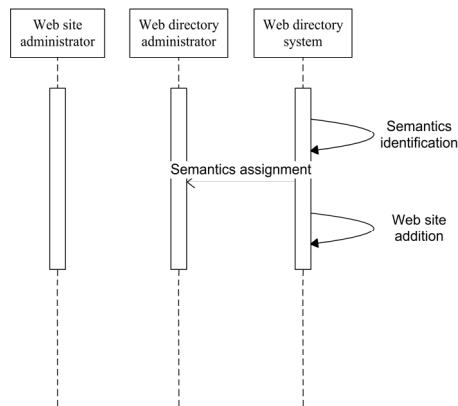 Web site
administrator
Web directory
administrator
Web directory
system
Semantics
identification
Semantics assignment
Web site
addition